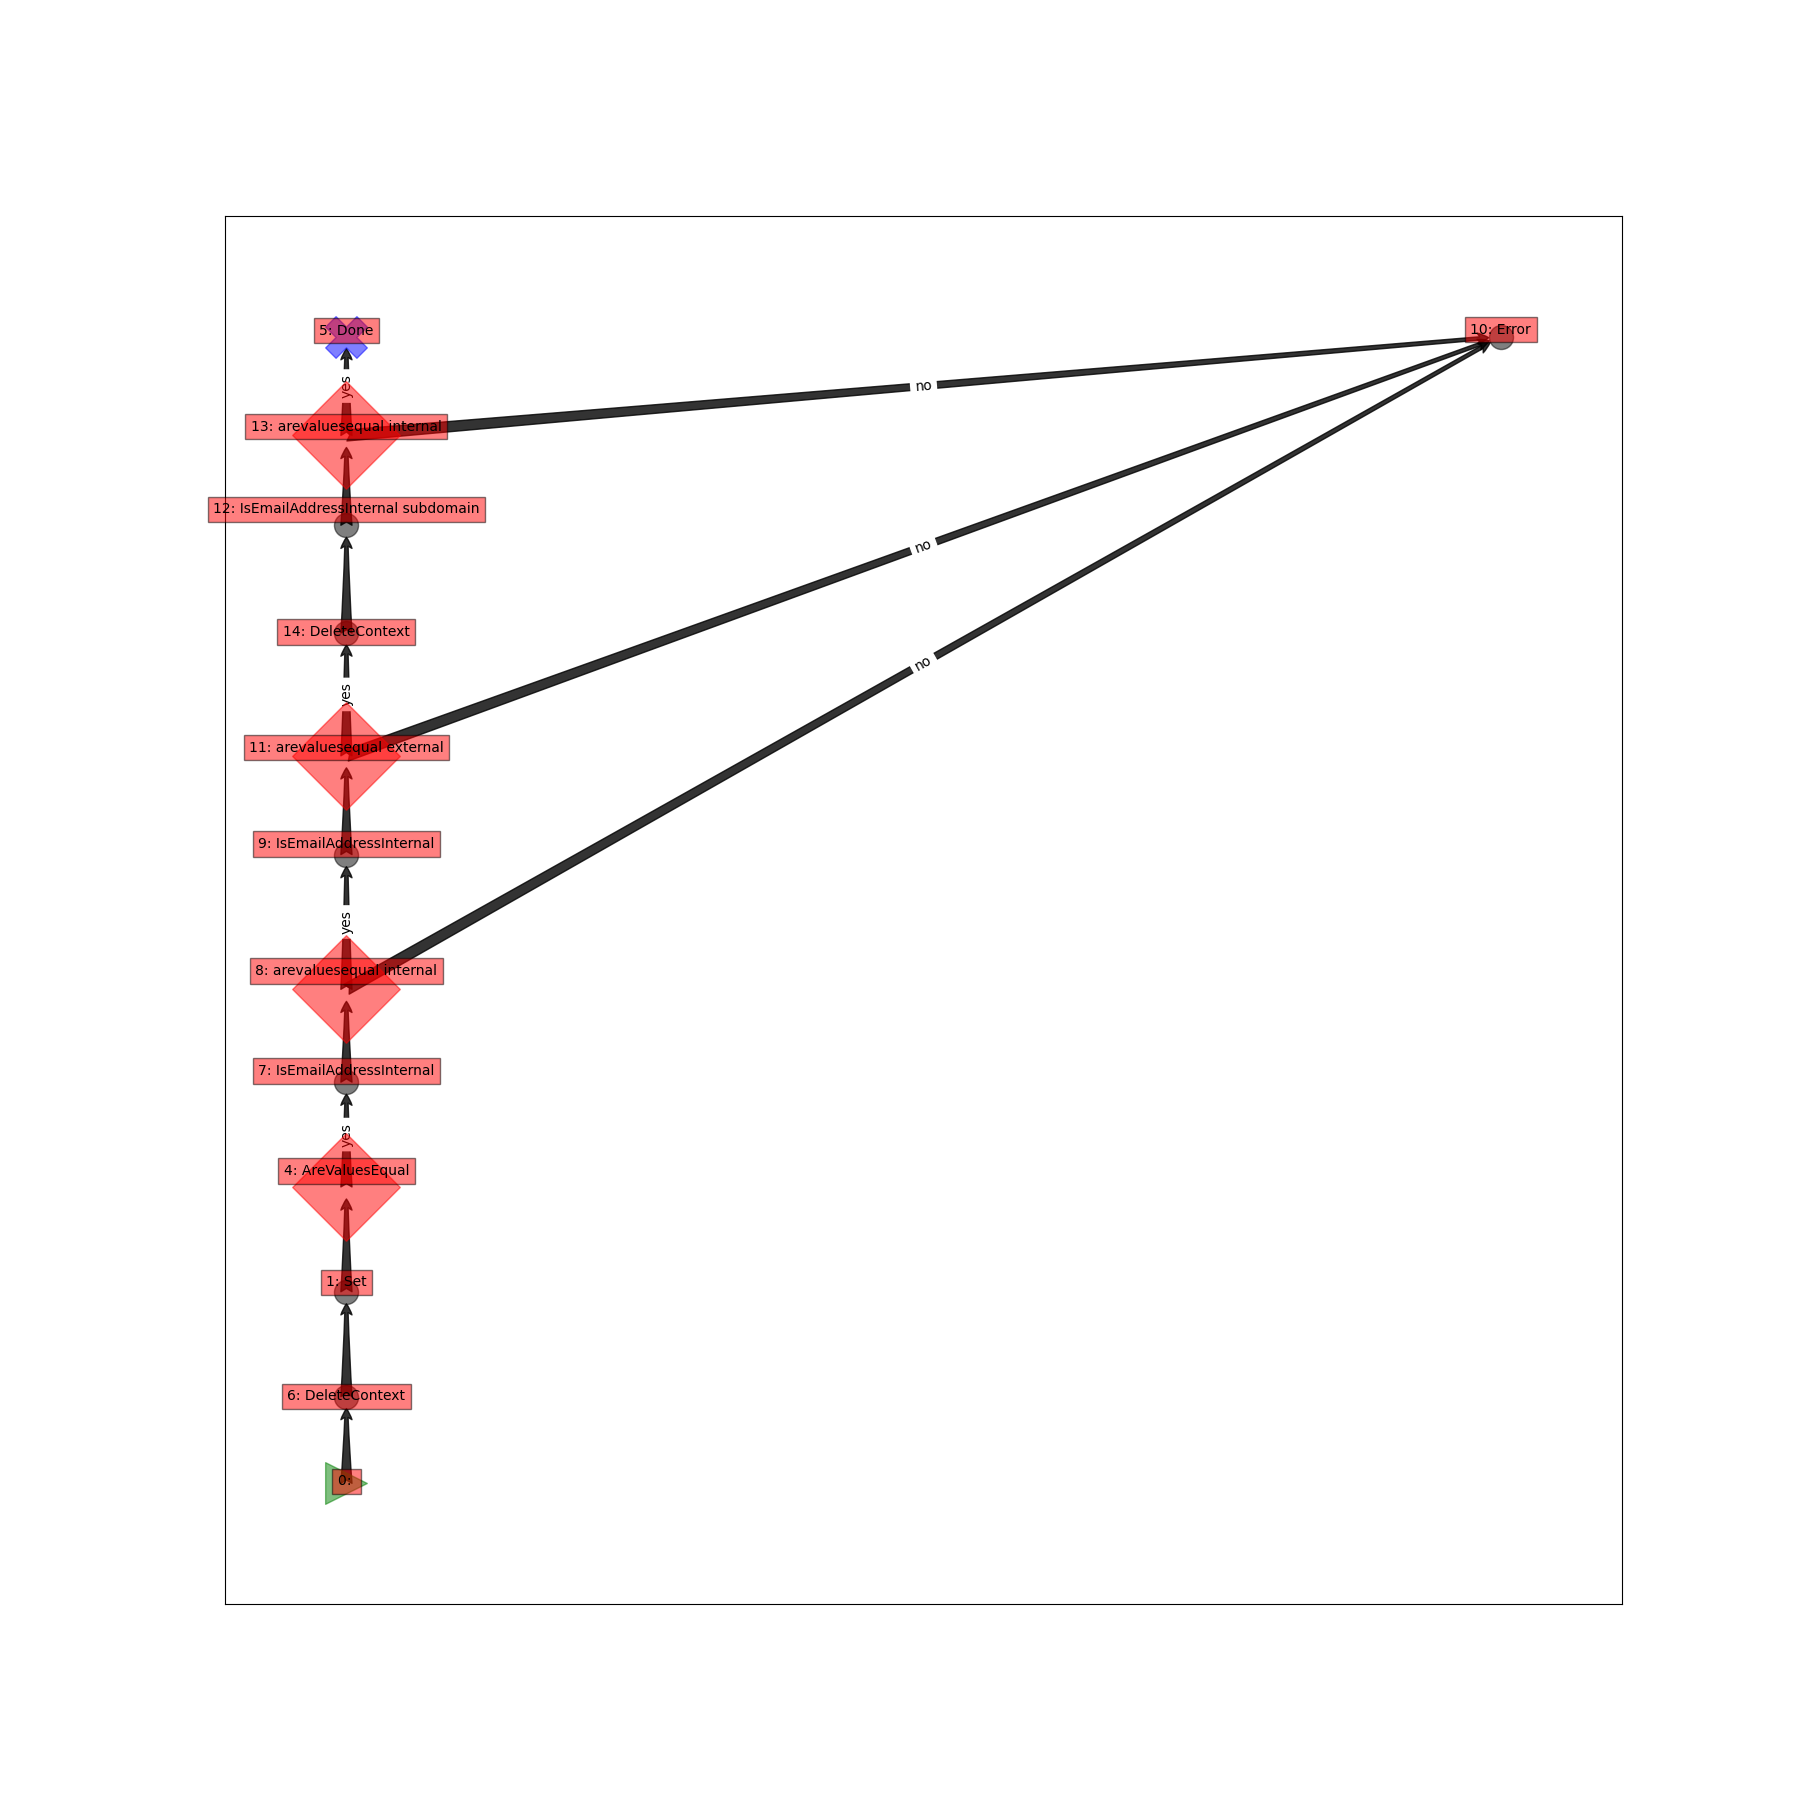 5: Done
10: Error
yes
no
13: arevaluesequal internal
12: IsEmailAddressInternal subdomain
no
14: DeleteContext
no
yes
11: arevaluesequal external
9: IsEmailAddressInternal
yes
8: arevaluesequal internal
7: IsEmailAddressInternal
yes
4: AreValuesEqual
1: Set
6: DeleteContext
0: